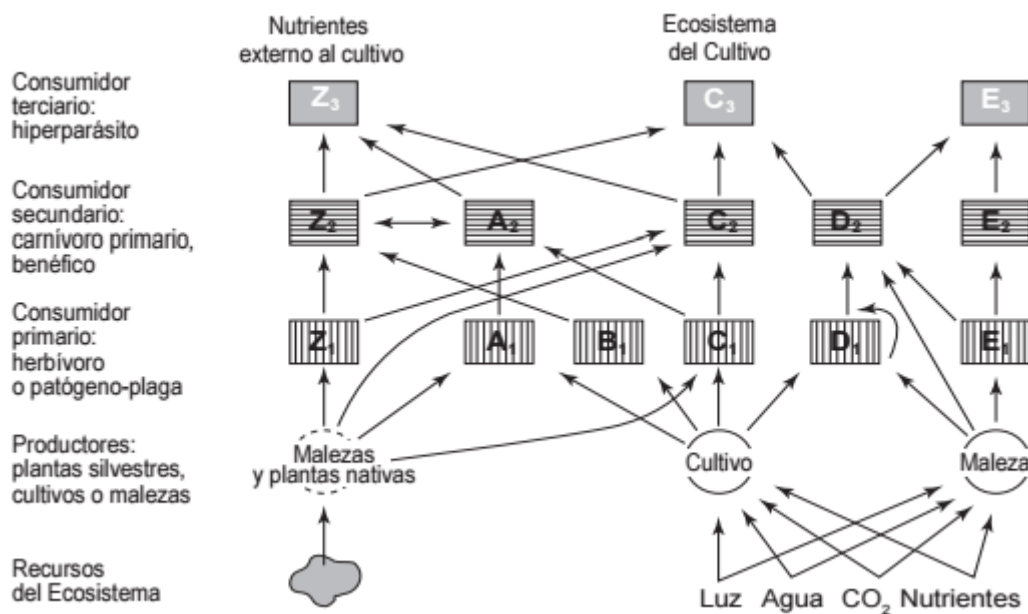 Nutrientes
externo al cultivo
Ecosistema
del Cultivo
Consumidor
terciario:
hiperparásito
Z₃
C₃
E₃
Consumidor
secundario:
carnívoro primario,
benéfico
Z₂
A₂
C₂
D₂
E₂
Consumidor
primario:
herbívoro
o patógeno-plaga
Z₁
A₁
B₁
C₁
D₁
E₁
Productores:
plantas silvestres,
cultivos o malezas
Malezas
y plantas nativas
Cultivo
Maleza
Recursos
del Ecosistema
Luz Agua CO₂ Nutrientes